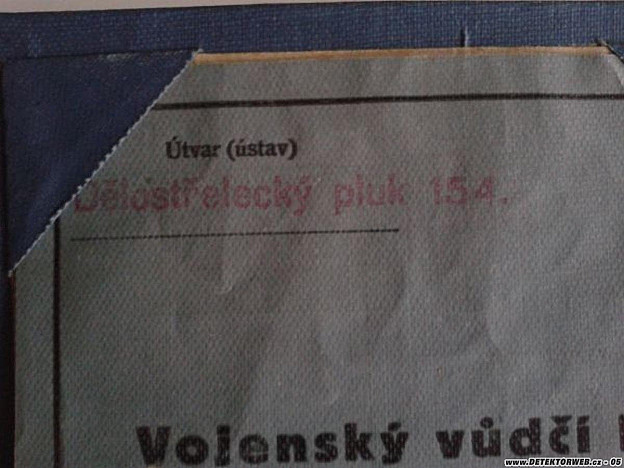 Útvar (ústav)
Dělostřelecký pluk 154.
Vojenský vůdčí
www.DETEKTORWEB.cz - 05